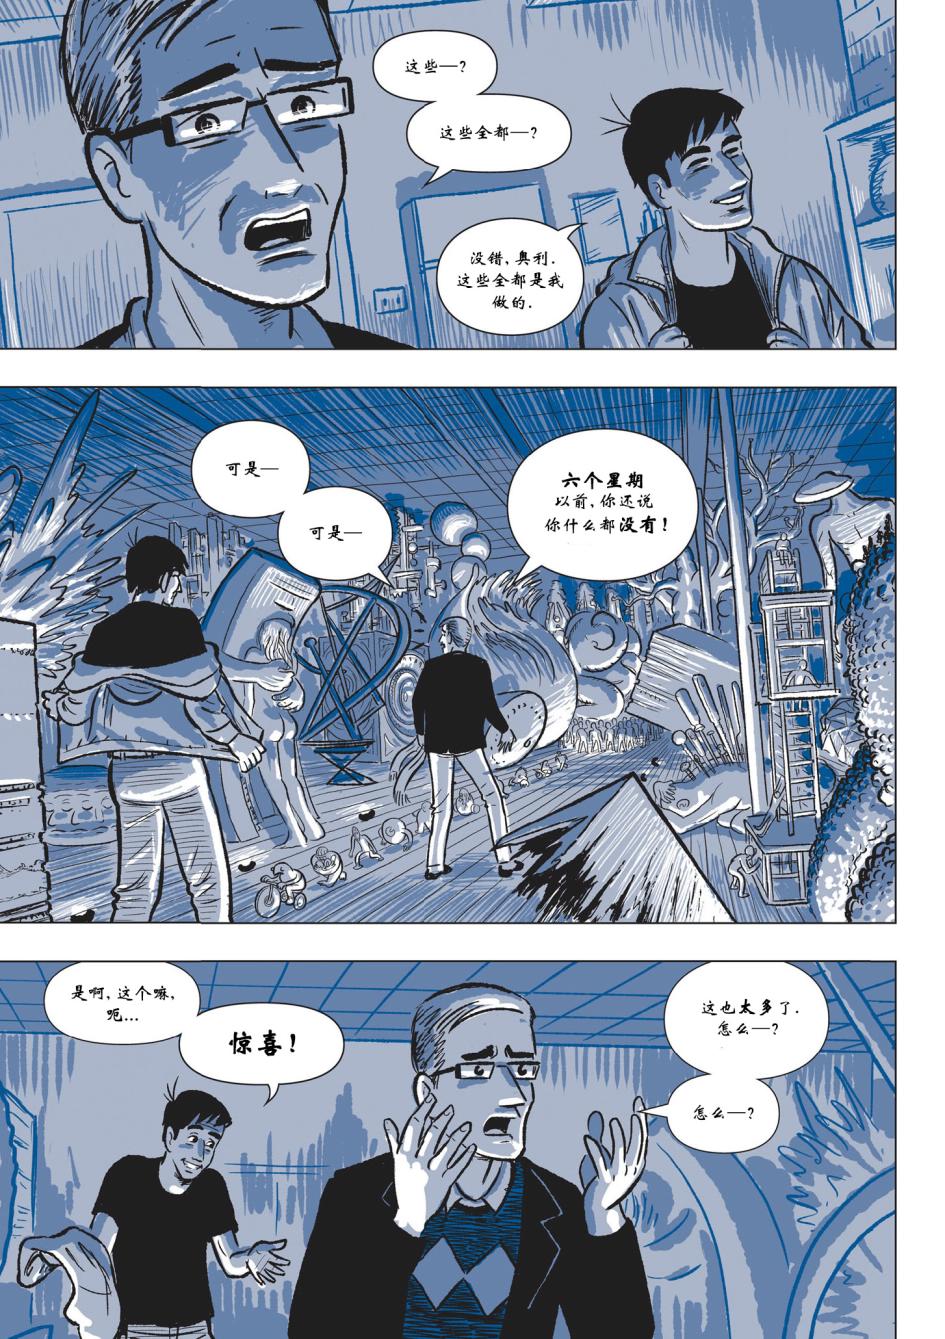 这些—?
这些全都—?
没错,奥利.
这些全都是我
做的.
可是—
可是—
六个星期
以前,你还说
你什么都没有!
是啊,这个嘛,
呃...
惊喜!
这也太多了.
怎么—?
怎么—?